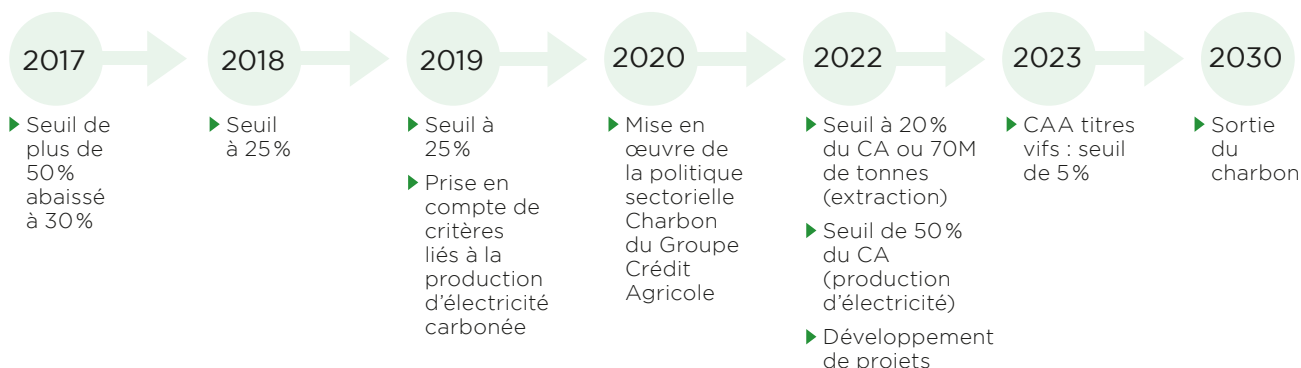 2017
▶ Seuil de
plus de
50% 
abaissé
à 30%
2018
▶ Seuil
à 25%
2019
▶ Seuil à
25%
▶ Prise en
compte de
critères
liés à la
production
d’électricité
carbonée
2020
▶ Mise en
œuvre de
la politique
sectorielle
Charbon
du Groupe
Crédit
Agricole
2022
▶ Seuil à 20%
du CA ou 70M
de tonnes
(extraction)
▶ Seuil de 50%
du CA
(production
d’électricité)
▶ Développement
de projets
2023
▶ CAA titres
vifs : seuil
de 5%
2030
▶ Sortie
du
charbon